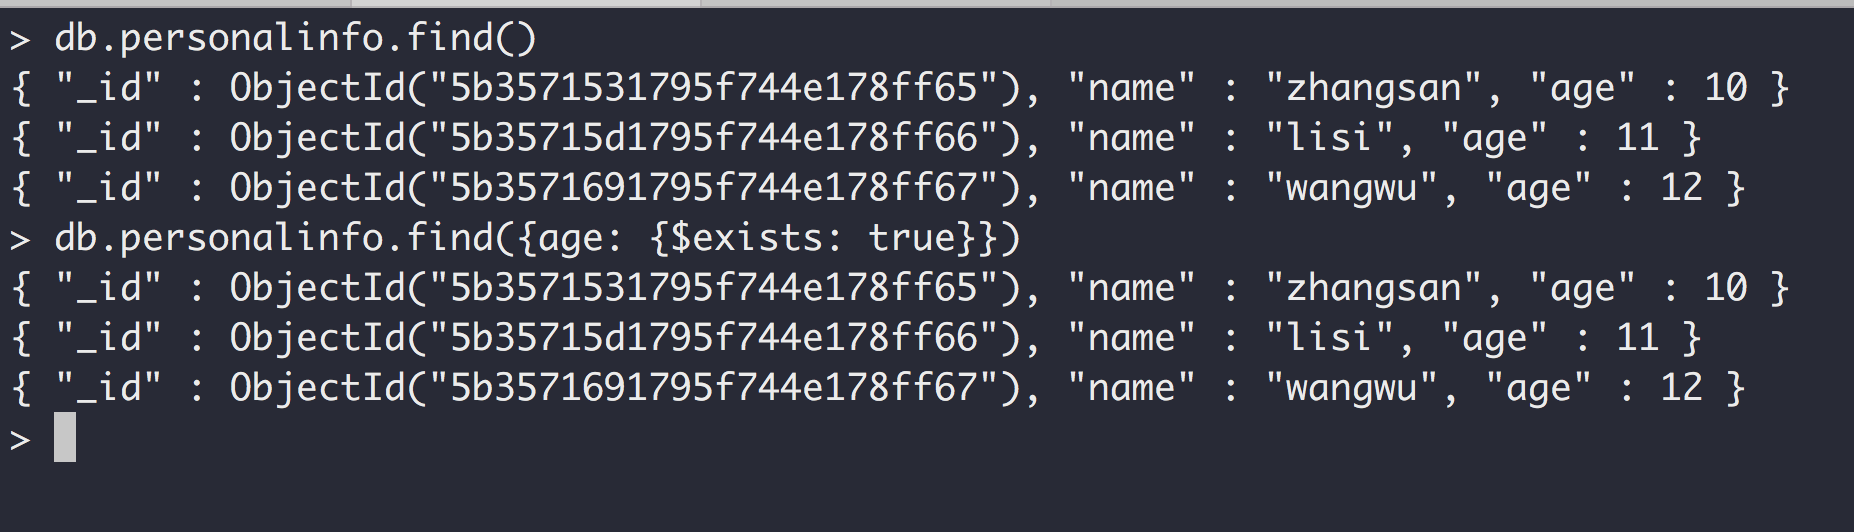 > db.personalinfo.find()
{ "_id" : ObjectId("5b3571531795f744e178ff65"), "name" : "zhangsan", "age" : 10 }
{ "_id" : ObjectId("5b35715d1795f744e178ff66"), "name" : "lisi", "age" : 11 }
{ "_id" : ObjectId("5b3571691795f744e178ff67"), "name" : "wangwu", "age" : 12 }
> db.personalinfo.find({age: {$exists: true}})
{ "_id" : ObjectId("5b3571531795f744e178ff65"), "name" : "zhangsan", "age" : 10 }
{ "_id" : ObjectId("5b35715d1795f744e178ff66"), "name" : "lisi", "age" : 11 }
{ "_id" : ObjectId("5b3571691795f744e178ff67"), "name" : "wangwu", "age" : 12 }
>